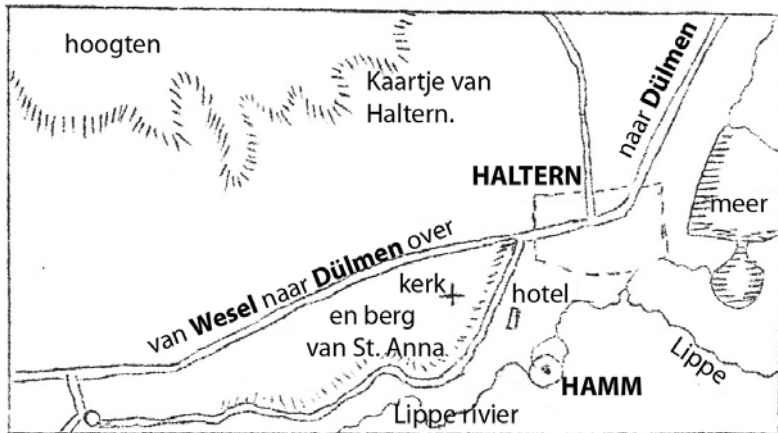 hoogten
Kaartje van
Haltern.
naar Dülmen
HALTERN
meer
van Wesel naar Dülmen over
kerk
en berg
van St. Anna
hotel
Lippe
HAMM
Lippe rivier